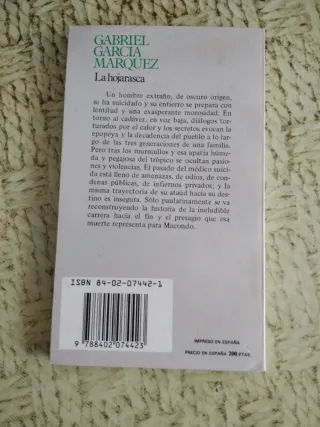 GABRIEL
GARCIA
MARQUEZ
La hojarasca
Un hombre extraño, de oscuro origen,
se ha suicidado y su entierro se prepara con
lentitud y una exasperante morosidad. En
torno al cadáver, en voz baja, diálogos tor-
turados por el calor y los secretos evocan la
epopeya y la decadencia del pueblo a lo lar-
go de las tres generaciones de una familia.
Pero tras los murmullos y esa apatía húme-
da y pegajosa del trópico se ocultan pasio-
nes y violencias. El pasado del médico suici-
da está lleno de amenazas, de odios, de con-
denas públicas, de infiernos privados; y la
misma trayectoria de su ataúd hacia su des-
tino es insegura. Sólo paulatinamente se va
reconstruyendo la historia de la ineludible
carrera hacia el fin y el presagio que esa
muerte representa para Macondo.
ISBN 84-02-07442-1
9 788402 074423
IMPRESO EN ESPAÑA
PRECIO EN ESPAÑA 399 PTAS.